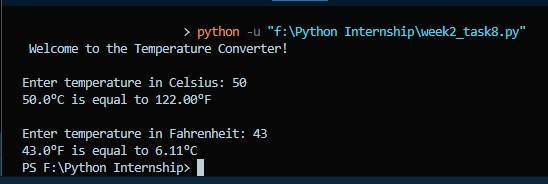 > python -u "f:\Python Internship\week2_task8.py"
Welcome to the Temperature Converter!
Enter temperature in Celsius: 50
50.0°C is equal to 122.00°F
Enter temperature in Fahrenheit: 43
43.0°F is equal to 6.11°C
PS F:\Python Internship>